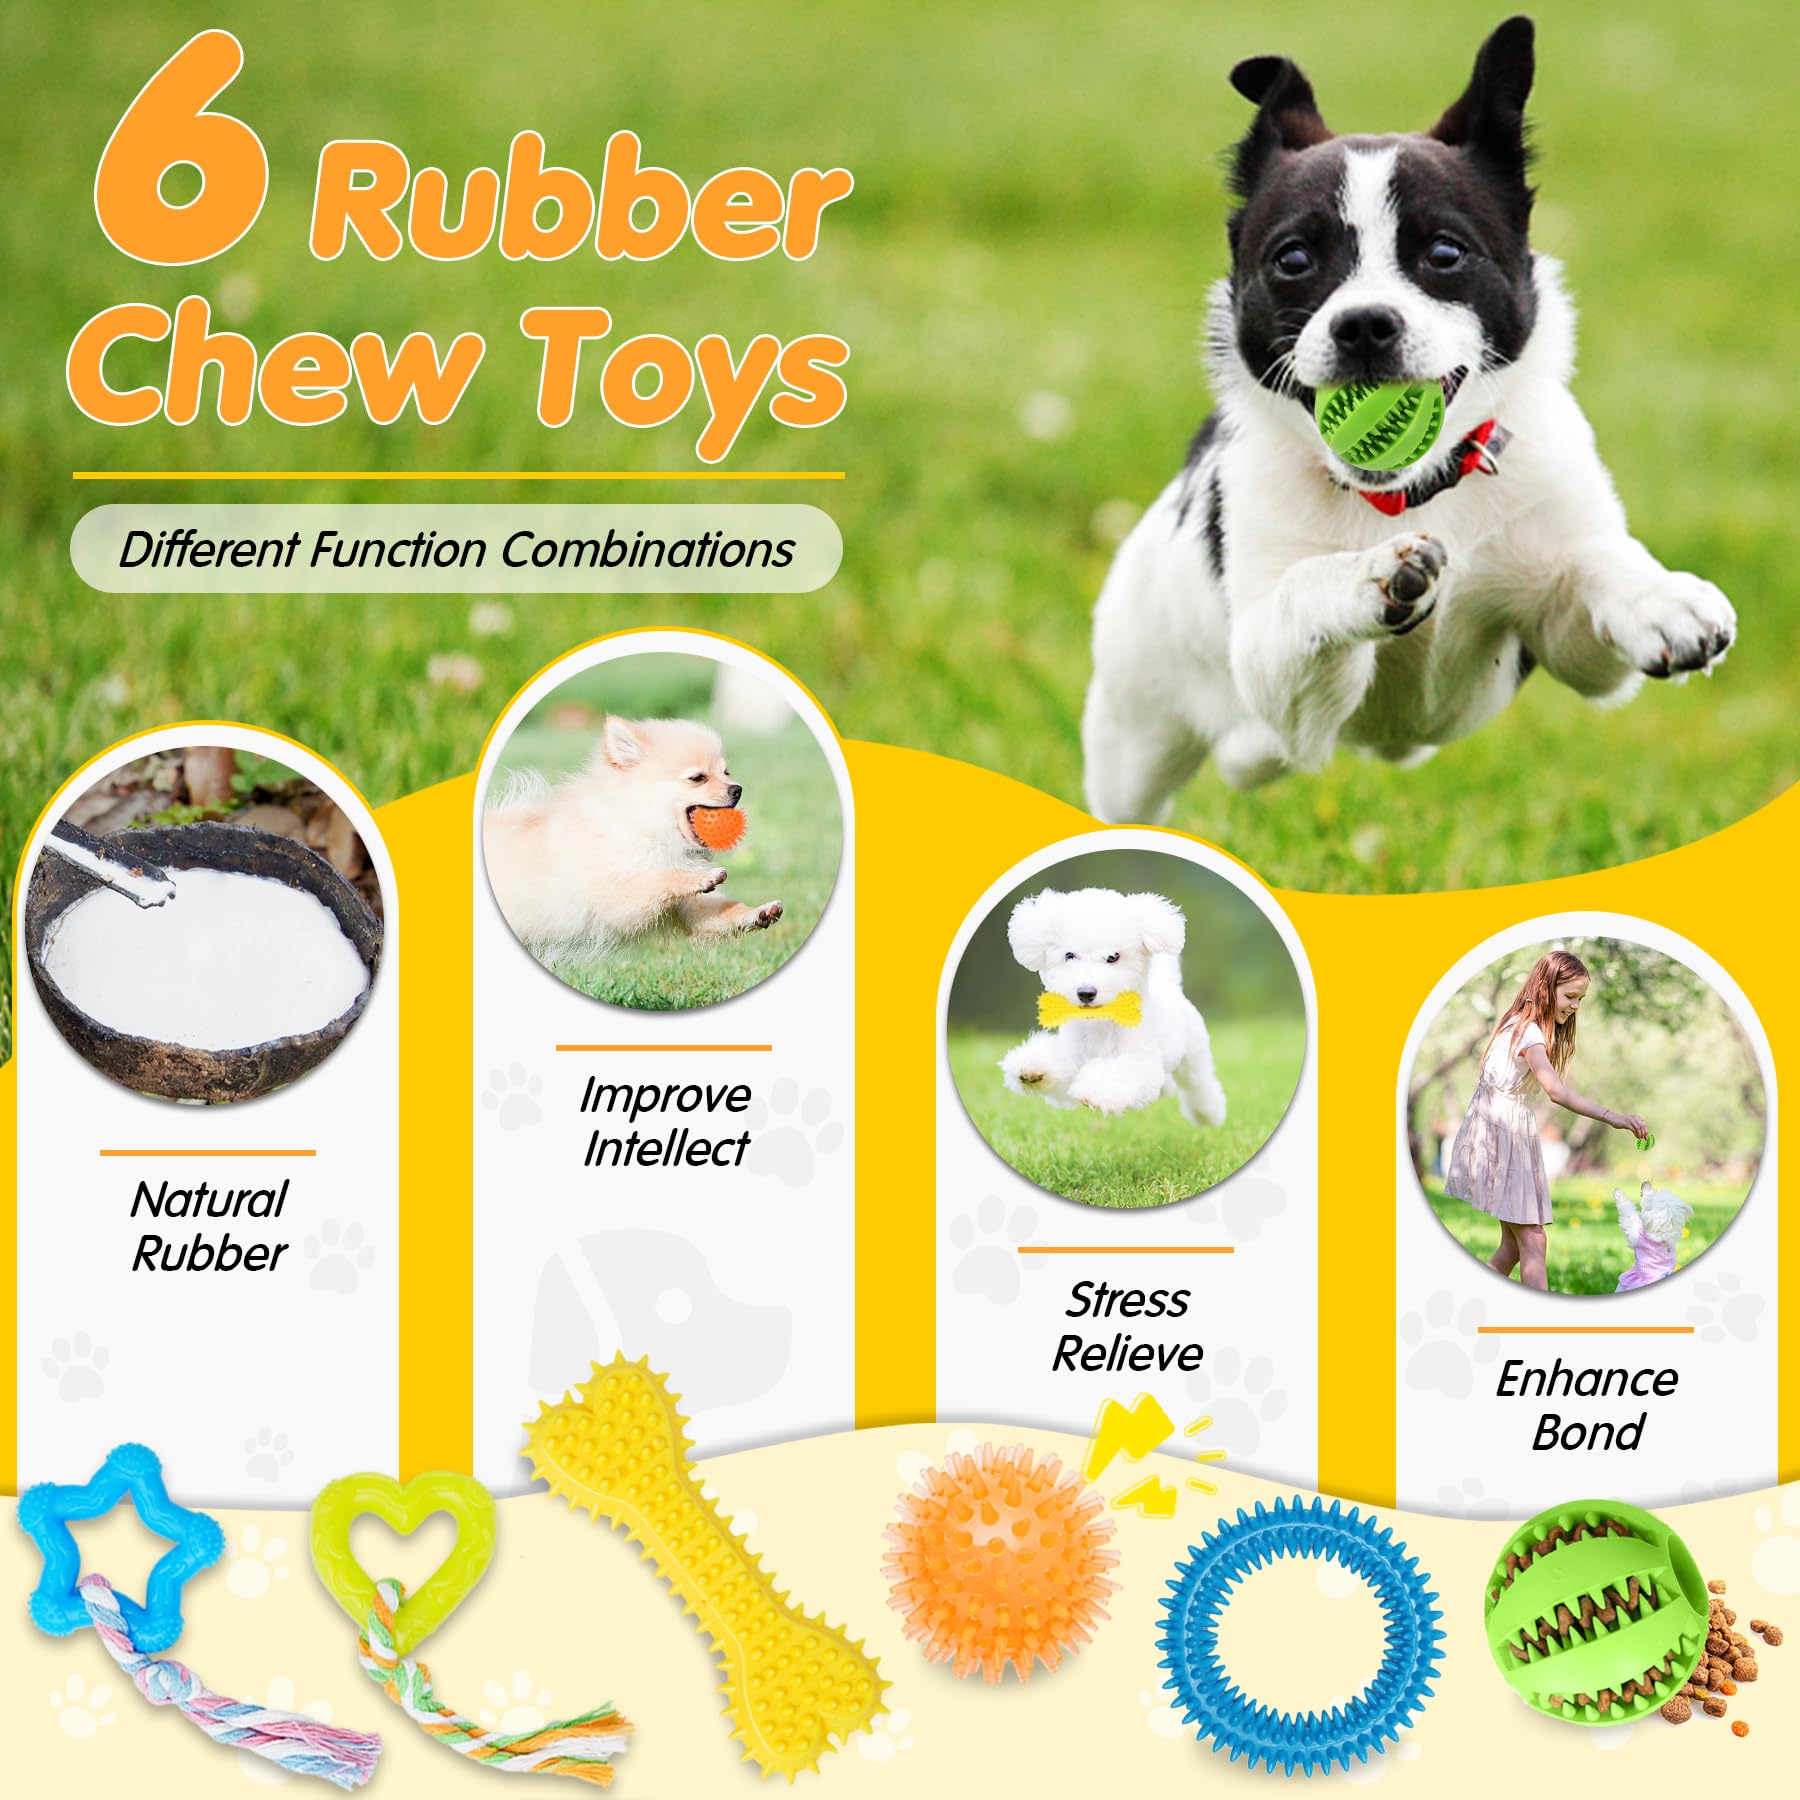 6 Rubber
Chew Toys
Different Function Combinations
Natural
Rubber
Improve
Intellect
Stress
Relieve
Enhance
Bond